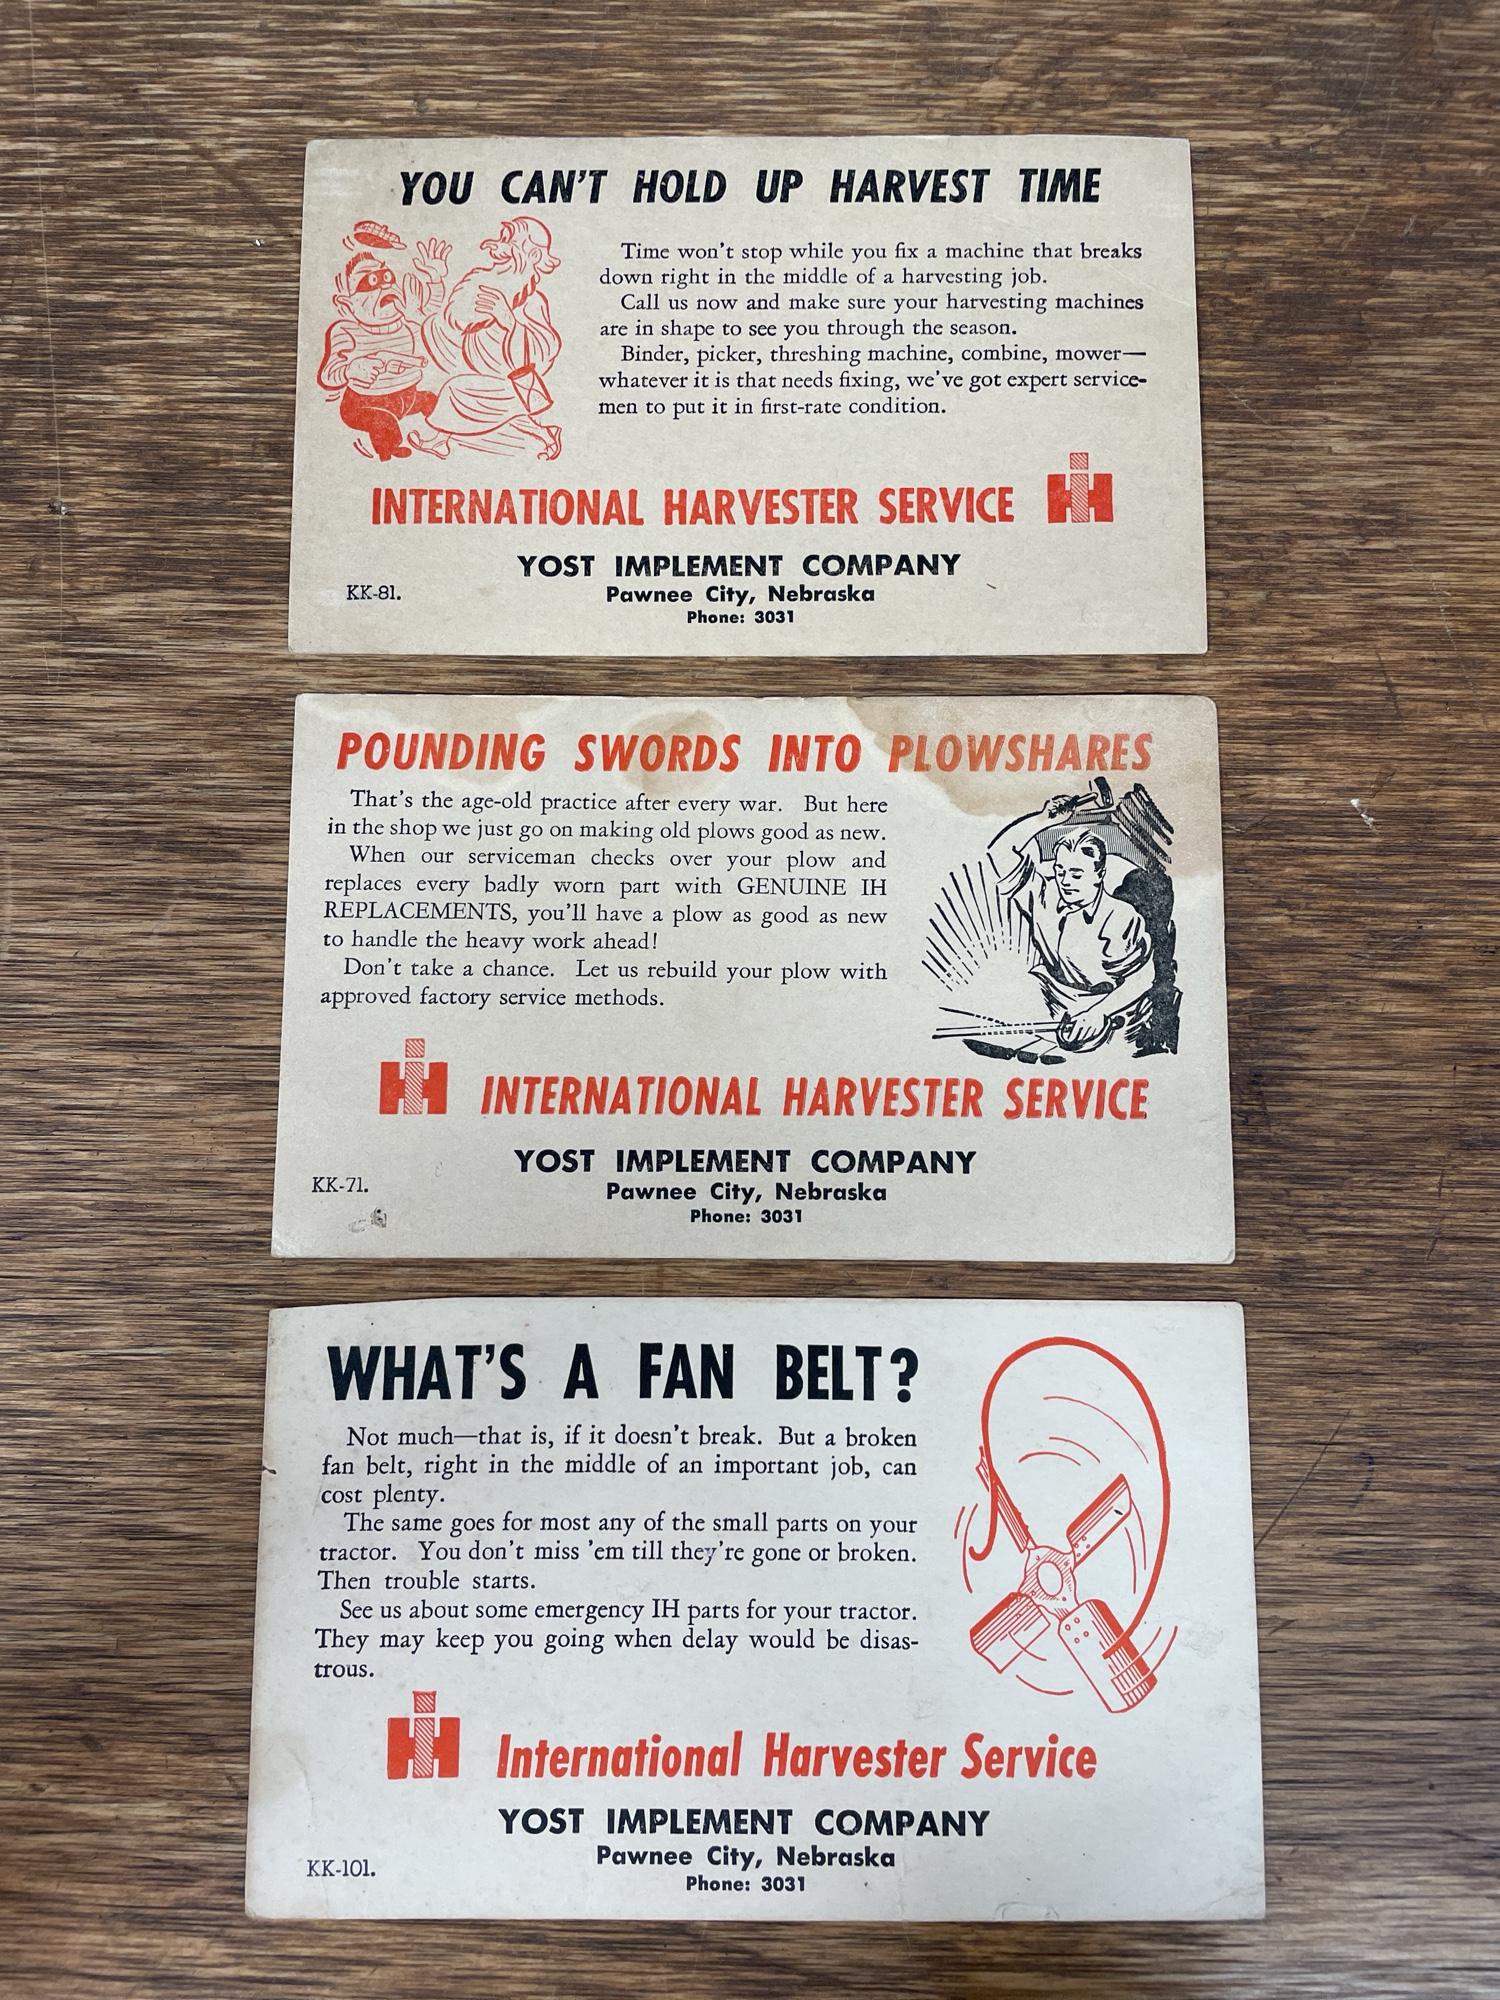 YOU CAN'T HOLD UP HARVEST TIME
Time won't stop while you fix a machine that breaks
down right in the middle of a harvesting job.
Call us now and make sure your harvesting machines
are in shape to see you through the season.
Binder, picker, threshing machine, combine, mower—
whatever it is that needs fixing, we've got expert service-
men to put it in first-rate condition.
INTERNATIONAL HARVESTER SERVICE IH
YOST IMPLEMENT COMPANY
KK-81. Pawnee City, Nebraska
Phone: 3031
POUNDING SWORDS INTO PLOWSHARES
That's the age-old practice after every war. But here
in the shop we just go on making old plows good as new.
When our serviceman checks over your plow and
replaces every badly worn part with GENUINE IH
REPLACEMENTS, you'll have a plow as good as new
to handle the heavy work ahead!
Don't take a chance. Let us rebuild your plow with
approved factory service methods.
IH INTERNATIONAL HARVESTER SERVICE
YOST IMPLEMENT COMPANY
KK-71. Pawnee City, Nebraska
Phone: 3031
WHAT'S A FAN BELT?
Not much—that is, if it doesn't break. But a broken
fan belt, right in the middle of an important job, can
cost plenty.
The same goes for most any of the small parts on your
tractor. You don't miss 'em till they're gone or broken.
Then trouble starts.
See us about some emergency IH parts for your tractor.
They may keep you going when delay would be disas-
trous.
IH International Harvester Service
YOST IMPLEMENT COMPANY
KK-101. Pawnee City, Nebraska
Phone: 3031